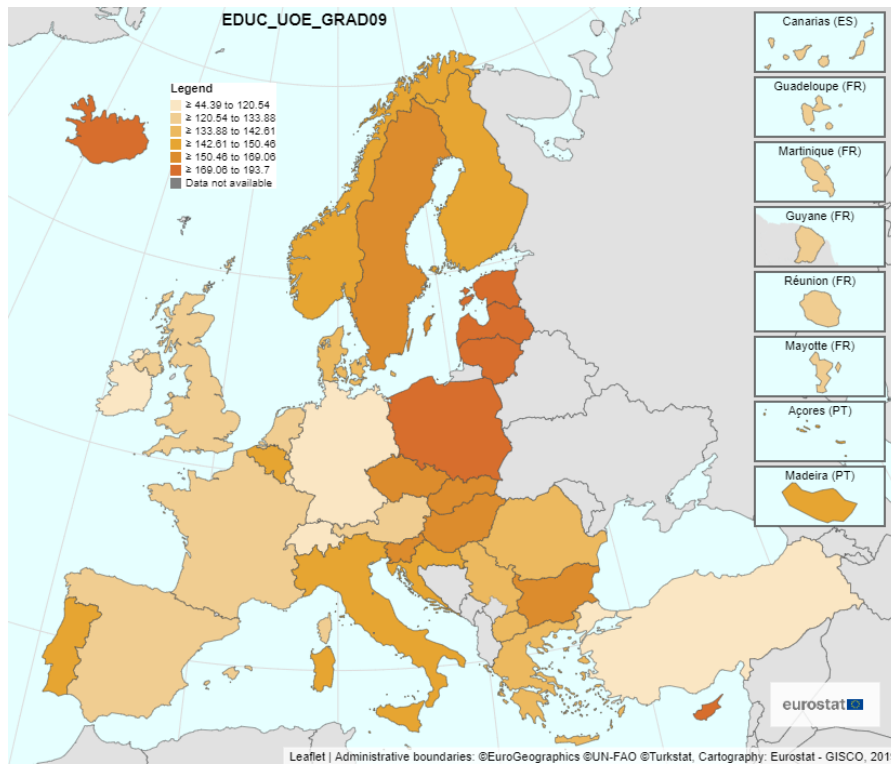 EDUC_UOE_GRAD09
Legend
≥ 44.39 to 120.54
≥ 120.54 to 133.88
≥ 133.88 to 142.61
≥ 142.61 to 150.46
≥ 150.46 to 169.06
≥ 169.06 to 193.7
Data not available
Canarias (ES)
Guadeloupe (FR)
Martinique (FR)
Guyane (FR)
Réunion (FR)
Mayotte (FR)
Açores (PT)
Madeira (PT)
eurostat
Leaflet | Administrative boundaries: ©EuroGeographics ©UN-FAO ©Turkstat, Cartography: Eurostat - GISCO,